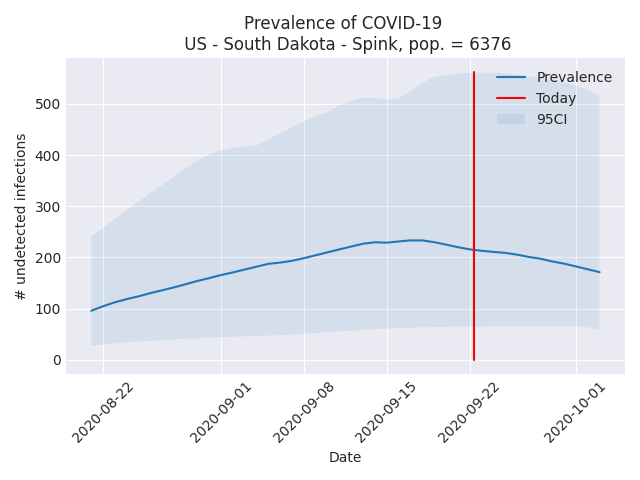 Prevalence of COVID-19
US - South Dakota - Spink, pop. = 6376
Prevalence
Today
95CI
# undetected infections
500
400
300
200
100
0
2020-08-22
2020-09-01
2020-09-08
2020-09-15
2020-09-22
2020-10-01
Date